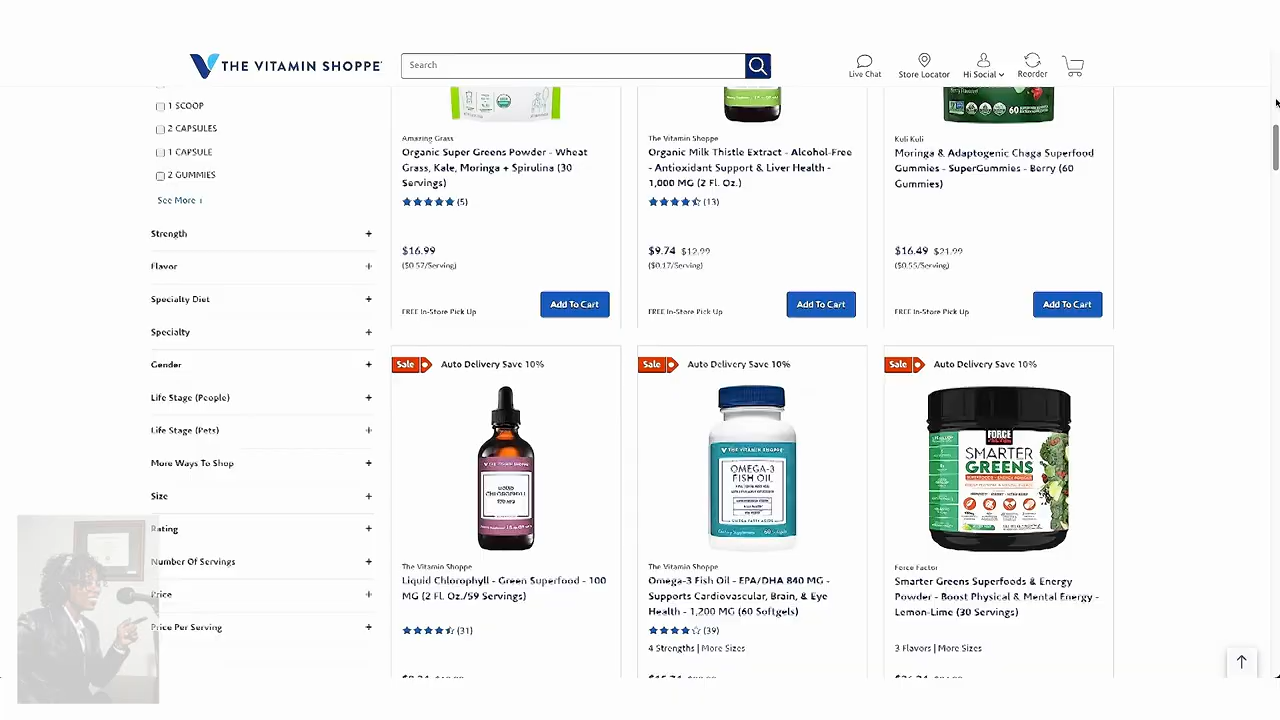 THE VITAMIN SHOPPE
Search
Live Chat
Store Locator
Hi Social
Reorder
1 SCOOP
2 CAPSULES
1 CAPSULE
2 GUMMIES
See More +
Strength +
Flavor +
Specialty Diet +
Specialty +
Gender +
Life Stage (People) +
Life Stage (Pets) +
More Ways To Shop +
Size +
Rating +
Number Of Servings +
Price +
Price Per Serving +
Amazing Grass
Organic Super Greens Powder - Wheat
Grass, Kale, Moringa + Spirulina (30
Servings)
(5)
$16.99
($0.57/Serving)
FREE In-Store Pick Up
Add To Cart
The Vitamin Shoppe
Organic Milk Thistle Extract - Alcohol-Free
- Antioxidant Support & Liver Health -
1,000 MG (2 Fl. Oz.)
(13)
$9.74 $12.99
($0.17/Serving)
FREE In-Store Pick Up
Add To Cart
60
Kuli Kuli
Moringa & Adaptogenic Chaga Superfood
Gummies - SuperGummies - Berry (60
Gummies)
$16.49 $21.99
($0.55/Serving)
FREE In-Store Pick Up
Add To Cart
Sale
Auto Delivery Save 10%
THE VITAMIN SHOPPE
LIQUID
CHLOROPHYLL
The Vitamin Shoppe
Liquid Chlorophyll - Green Superfood - 100
MG (2 Fl. Oz./59 Servings)
(31)
Sale
Auto Delivery Save 10%
THE VITAMIN SHOPPE
OMEGA-3
FISH OIL
The Vitamin Shoppe
Omega-3 Fish Oil - EPA/DHA 840 MG -
Supports Cardiovascular, Brain, & Eye
Health - 1,200 MG (60 Softgels)
(39)
4 Strengths | More Sizes
Sale
Auto Delivery Save 10%
FORCE
FACTOR
SMARTER
GREENS
Force Factor
Smarter Greens Superfoods & Energy
Powder - Boost Physical & Mental Energy -
Lemon-Lime (30 Servings)
3 Flavors | More Sizes